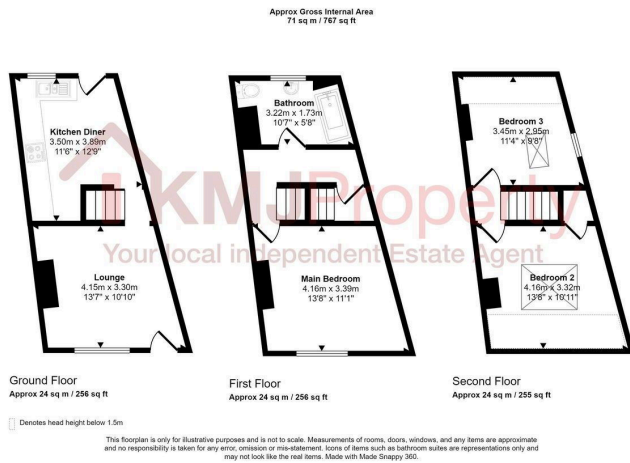 Approx Gross Internal Area
71 sq m / 767 sq ft
Kitchen Diner
3.50m x 3.89m
11'6" x 12'9"
Bathroom
3.22m x 1.73m
10'7" x 5'8"
Bedroom 3
3.45m x 2.95m
11'4" x 9'8"
KMJ Property
Your local independent Estate Agent
Lounge
4.15m x 3.30m
13'7" x 10'10"
Main Bedroom
4.16m x 3.39m
13'8" x 11'1"
Bedroom 2
4.16m x 3.32m
13'8" x 10'11"
Ground Floor
Approx 24 sq m / 256 sq ft
First Floor
Approx 24 sq m / 256 sq ft
Second Floor
Approx 24 sq m / 255 sq ft
Denotes head height below 1.5m
This floorplan is only for illustrative purposes and is not to scale. Measurements of rooms, doors, windows, and any items are approximate
and no responsibility is taken for any error, omission or mis-statement. Icons of items such as bathroom suites are representations only and
may not look like the real items. Made with Made Snappy 360.